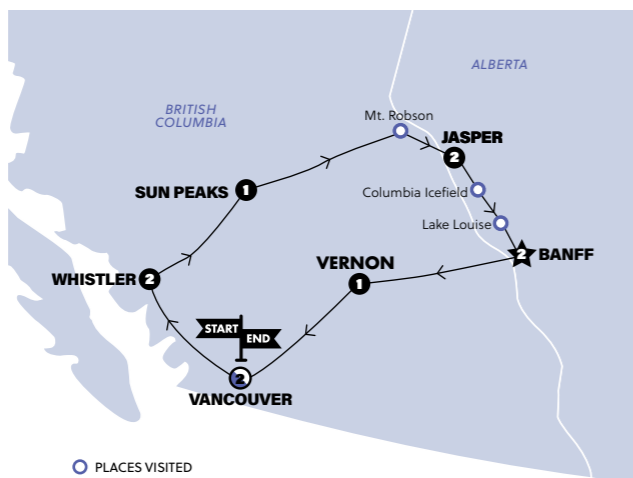 ALBERTA
BRITISH
COLUMBIA
Mt. Robson
JASPER
2
SUN PEAKS
1
Columbia Icefield
Lake Louise
BANFF
2
VERNON
1
WHISTLER
2
START
END
2
VANCOUVER
PLACES VISITED